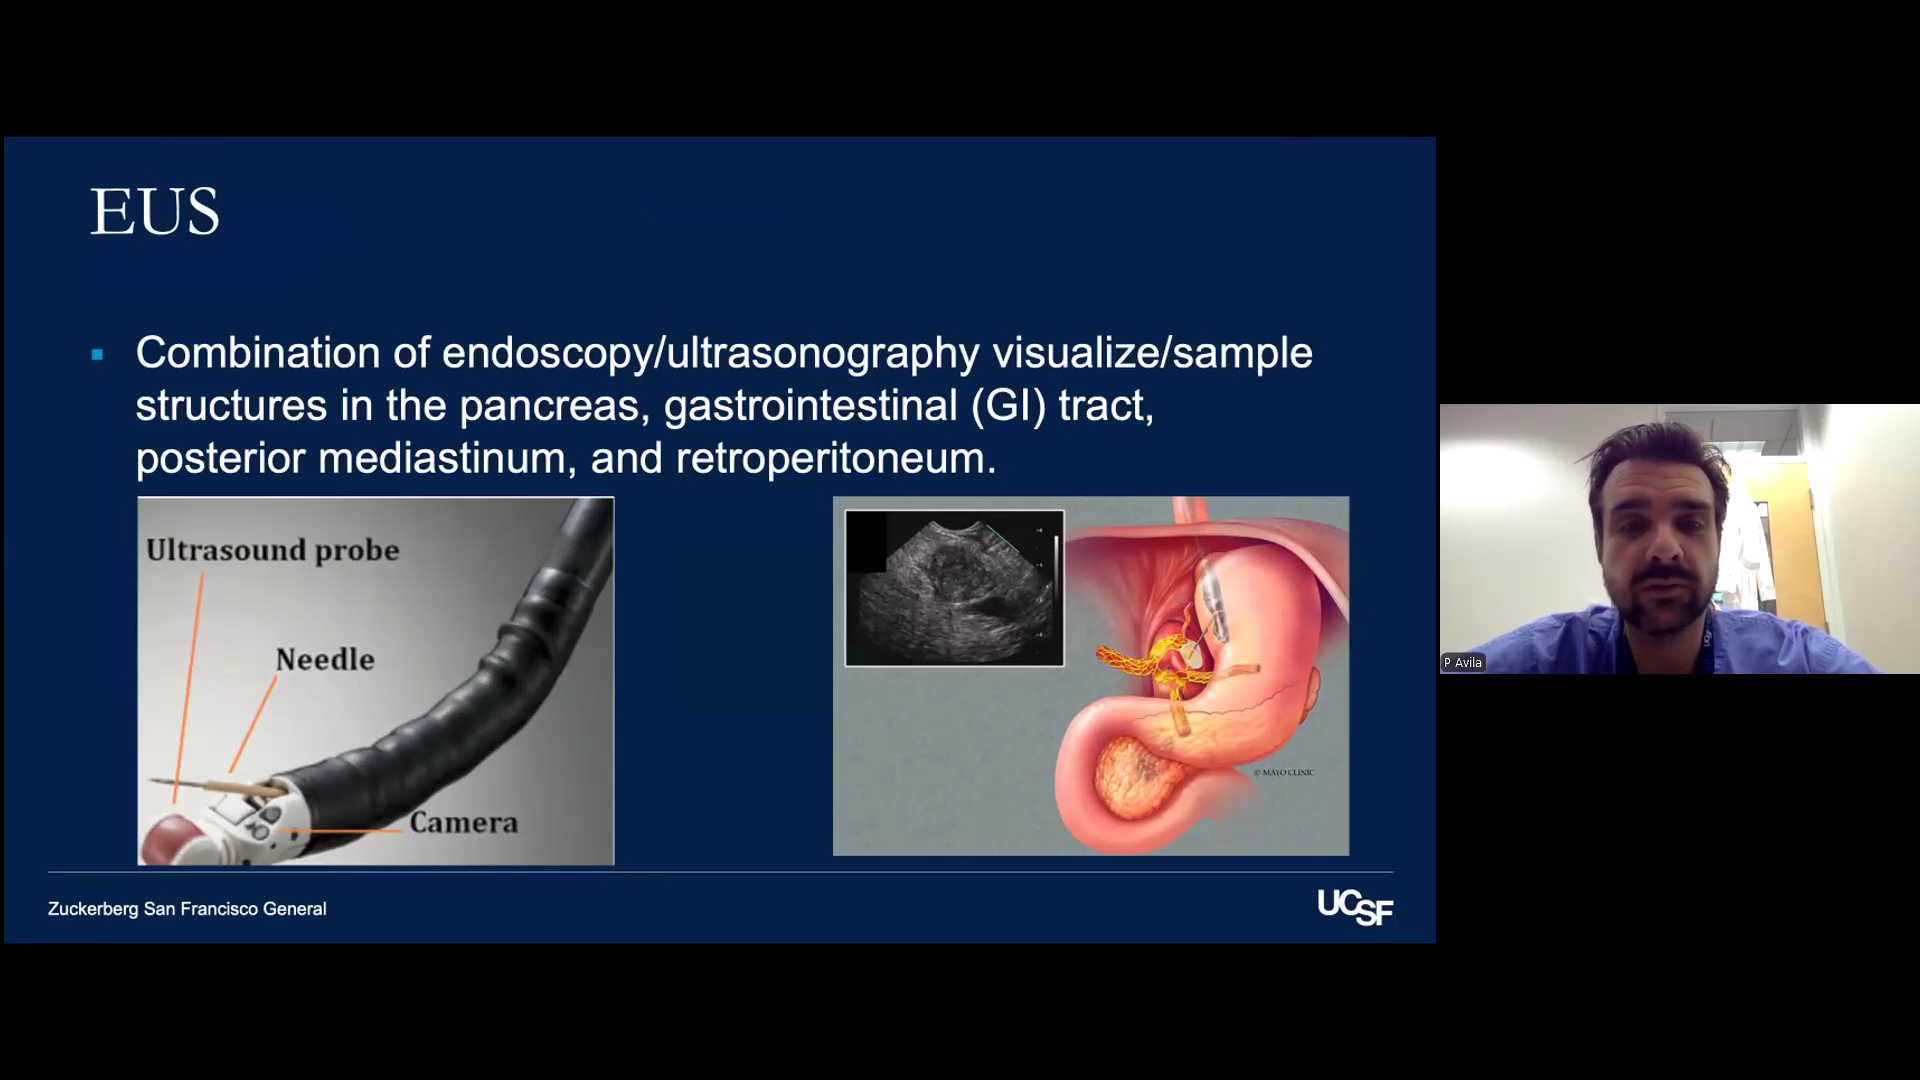 EUS
Combination of endoscopy/ultrasonography visualize/sample
structures in the pancreas, gastrointestinal (GI) tract,
posterior mediastinum, and retroperitoneum.
Ultrasound probe
Needle
Camera
© MAYO CLINIC
Zuckerberg San Francisco General
UCSF
P Avila